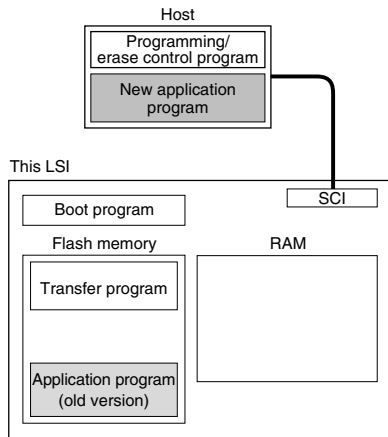 Host
Programming/
erase control program
New application
program
This LSI
SCI
Boot program
Flash memory
RAM
Transfer program
Application program
(old version)